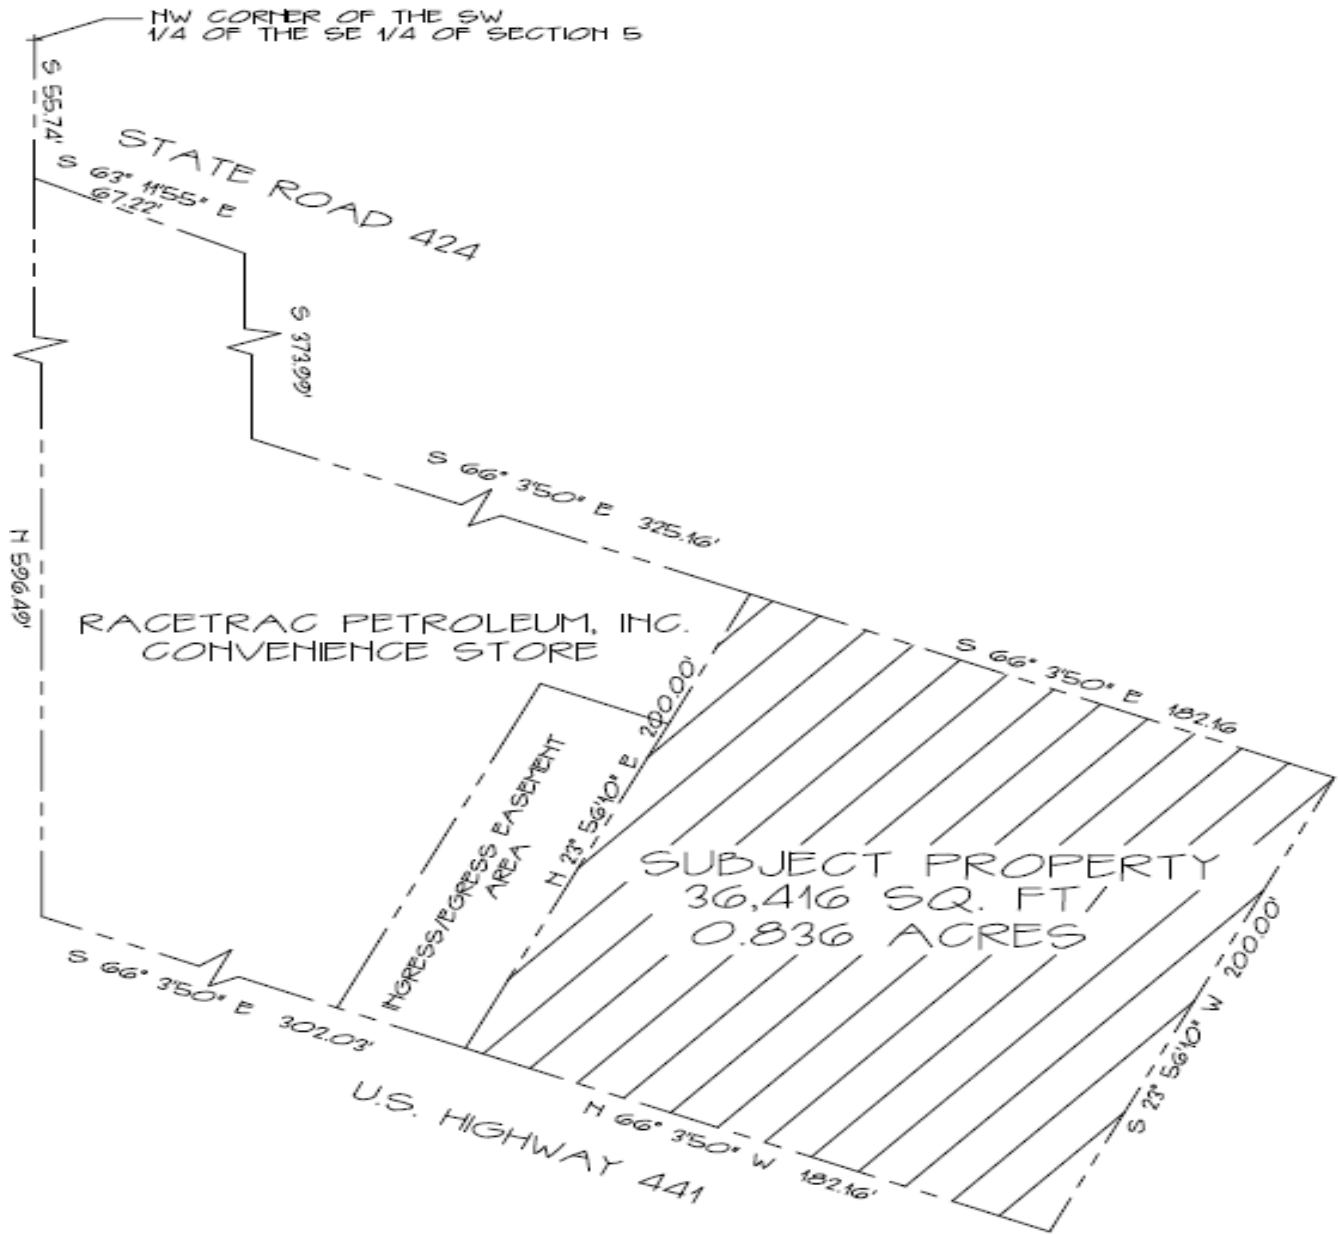 NW CORNER OF THE SW
1/4 OF THE SE 1/4 OF SECTION 5
S 55.74'
STATE ROAD 424
S 63° 11'55" E
67.22'
S 373.99'
S 66° 3'50" E 325.16'
N 596.49'
RACETRAC PETROLEUM, INC.
CONVENIENCE STORE
S 66° 3'50" E 182.16
N 23° 56'10" E 200.00'
INGRESS/EGRESS EASEMENT
AREA
SUBJECT PROPERTY
36,416 SQ. FT/
0.836 ACRES
S 23° 56'10" W 200.00'
S 66° 3'50" E 302.03'
N 66° 3'50" W 182.16'
U.S. HIGHWAY 441